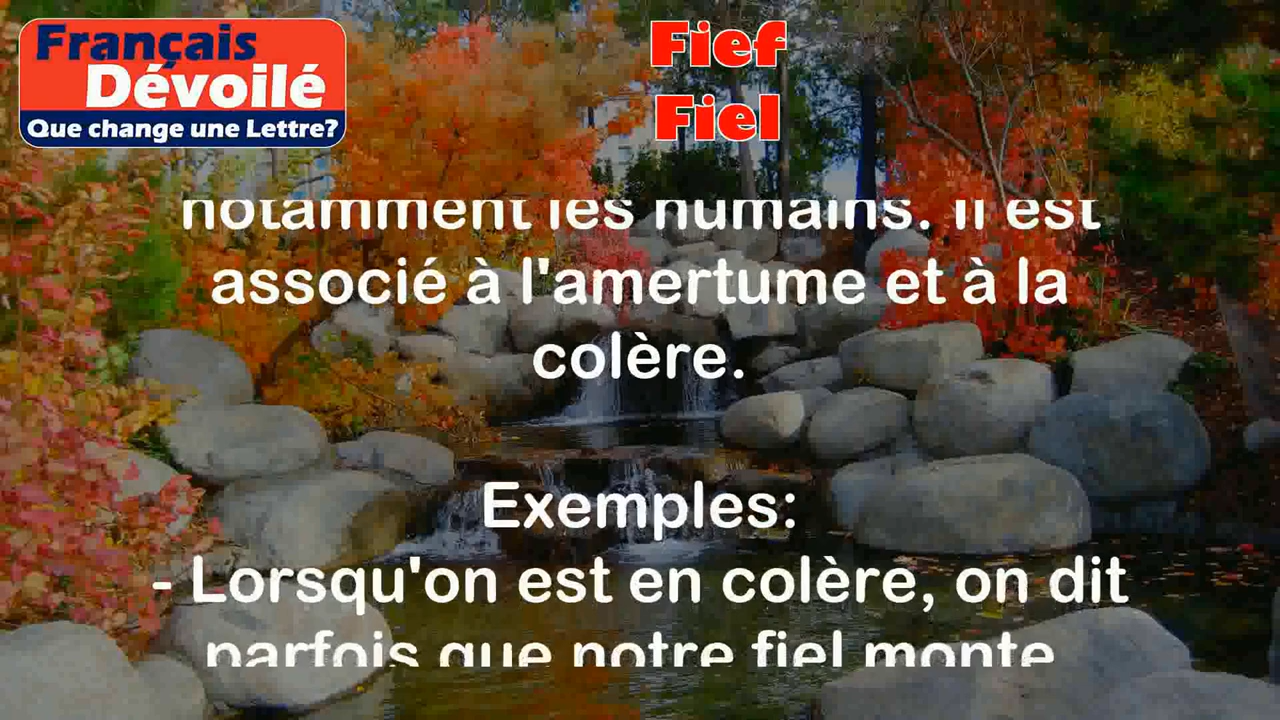 Français
Dévoilé
Que change une Lettre?
Fief
Fiel
notamment les humains. Il est
associé à l'amertume et à la
colère.
Exemples:
- Lorsqu'on est en colère, on dit
parfois que notre fiel monte